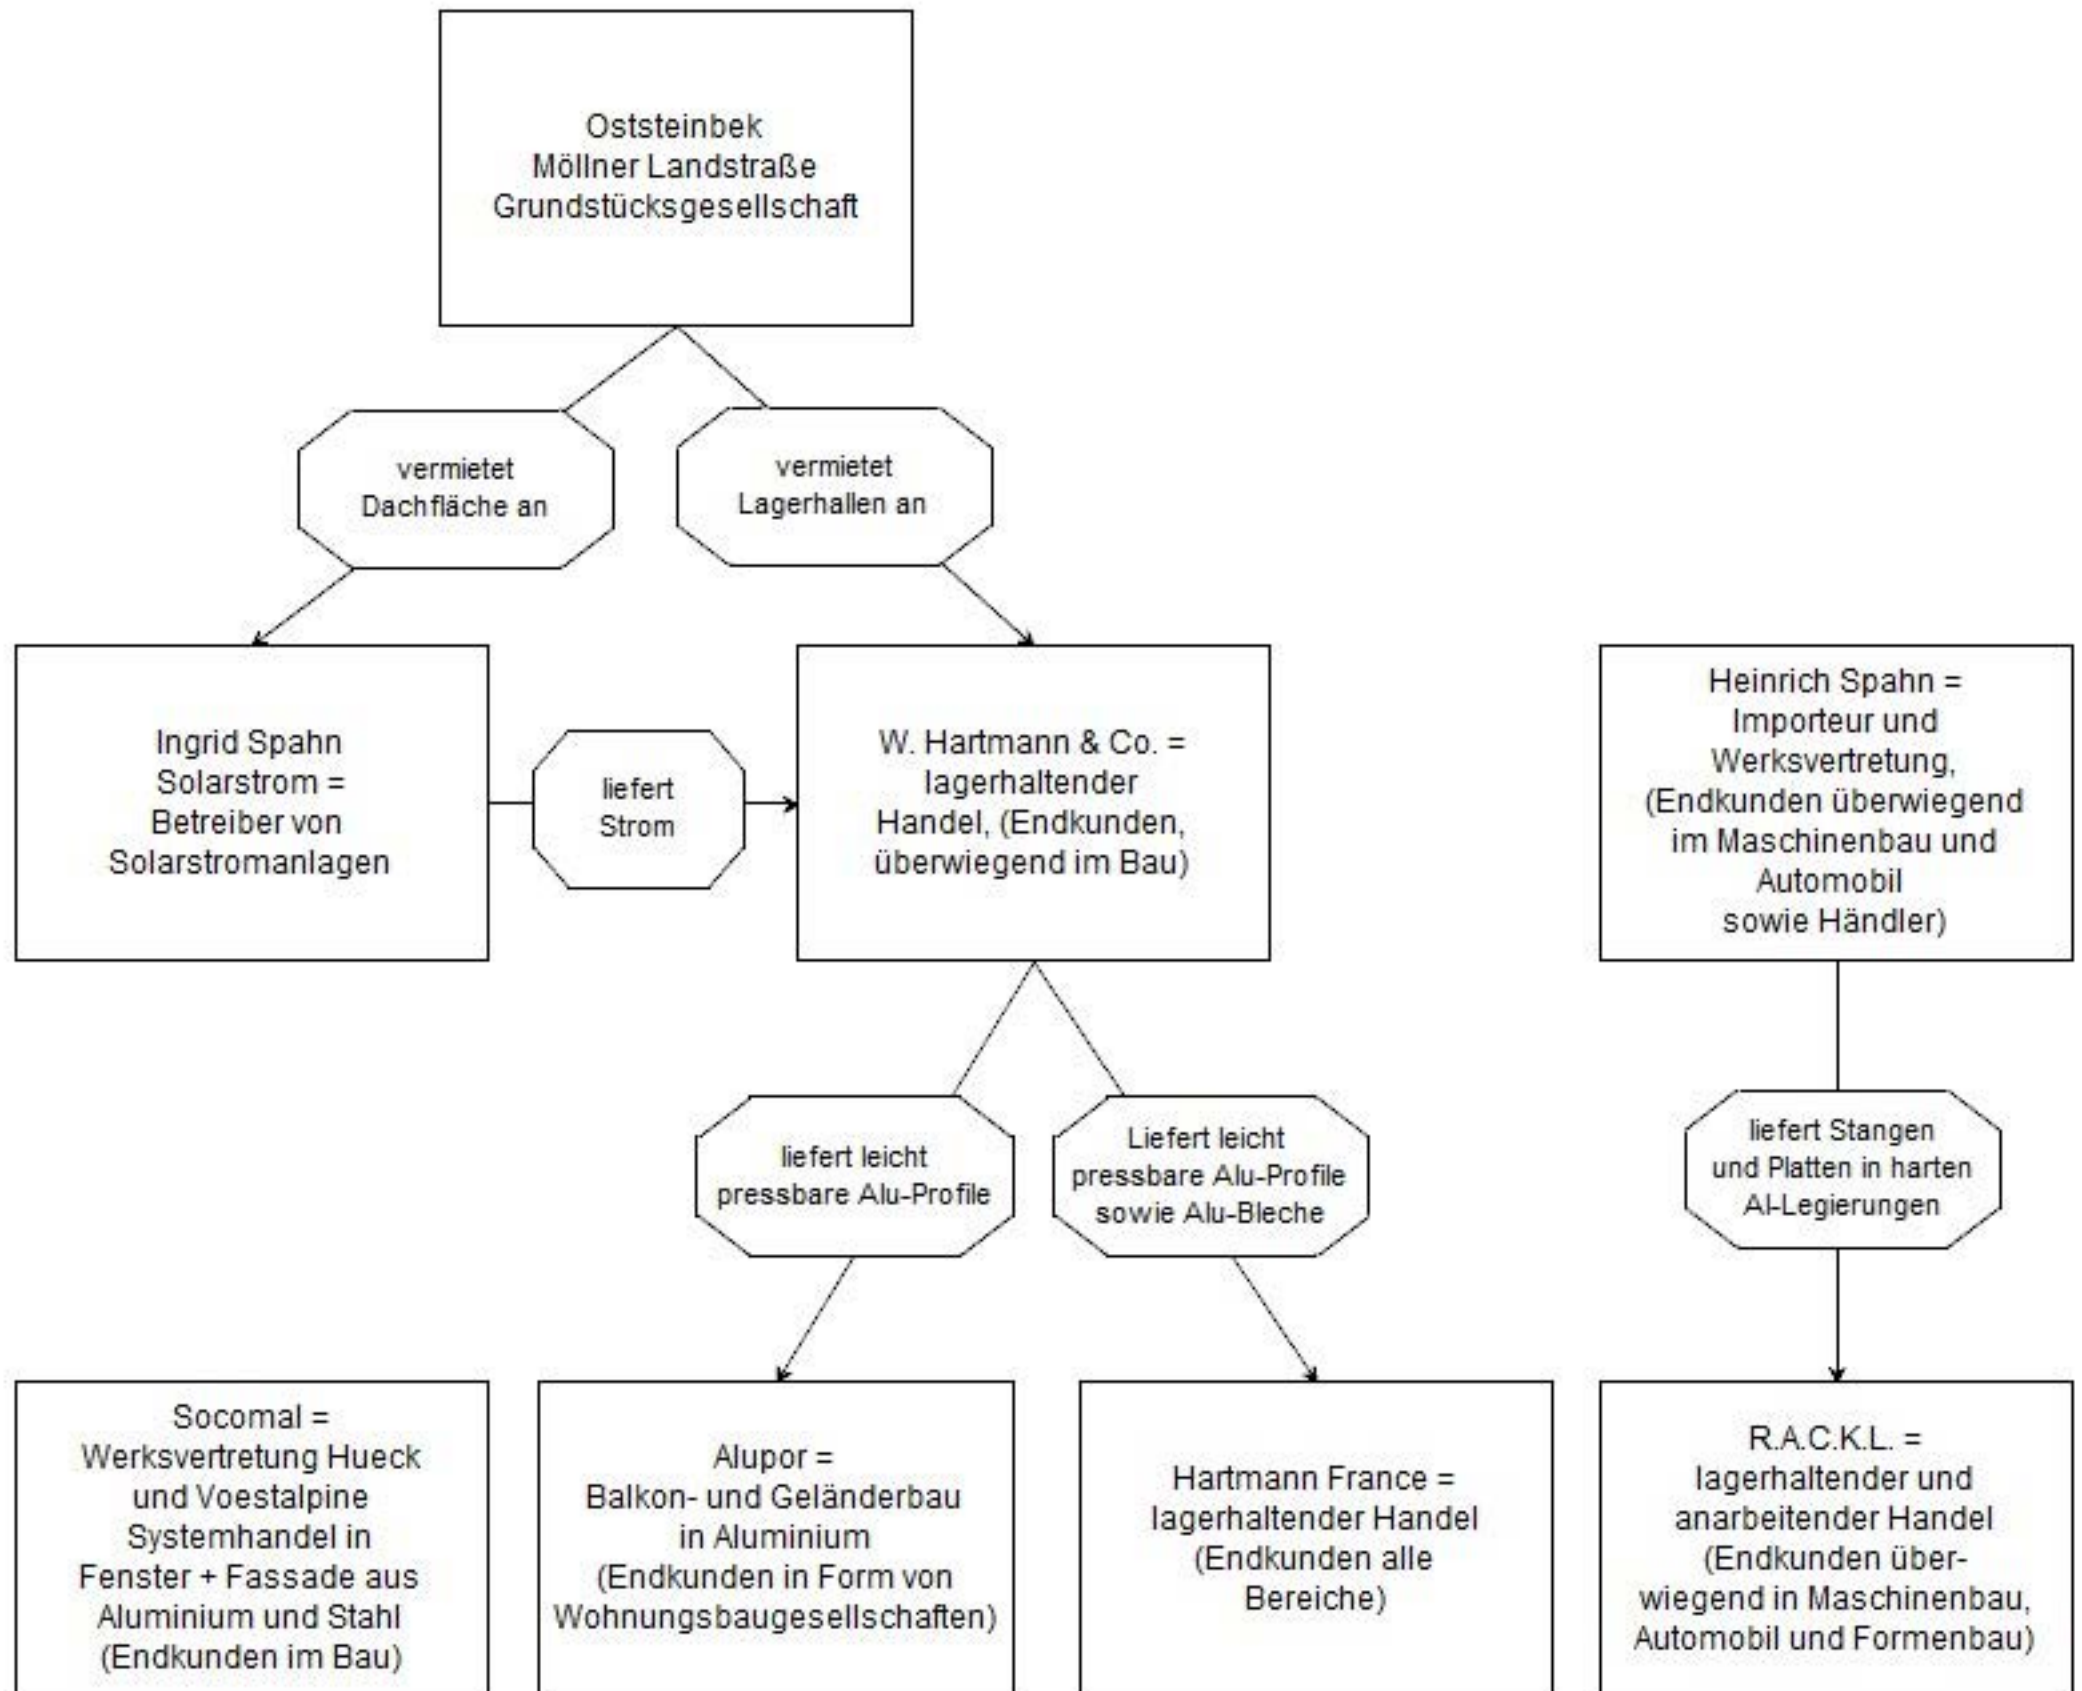 Oststeinbek
Möllner Landstraße
Grundstücksgesellschaft
vermietet
Dachfläche an
vermietet
Lagerhallen an
Ingrid Spahn
Solarstrom =
Betreiber von
Solarstromanlagen
liefert
Strom
W. Hartmann & Co. =
lagerhaltender
Handel, (Endkunden,
überwiegend im Bau)
Heinrich Spahn =
Importeur und
Werksvertretung,
(Endkunden überwiegend
im Maschinenbau und
Automobil
sowie Händler)
liefert leicht
pressbare Alu-Profile
Liefert leicht
pressbare Alu-Profile
sowie Alu-Bleche
liefert Stangen
und Platten in harten
Al-Legierungen
Socomal =
Werksvertretung Hueck
und Voestalpine
Systemhandel in
Fenster + Fassade aus
Aluminium und Stahl
(Endkunden im Bau)
Alupor =
Balkon- und Geländerbau
in Aluminium
(Endkunden in Form von
Wohnungsbaugesellschaften)
Hartmann France =
lagerhaltender Handel
(Endkunden alle
Bereiche)
R.A.C.K.L. =
lagerhaltender und
anarbeitender Handel
(Endkunden über-
wiegend in Maschinenbau,
Automobil und Formenbau)